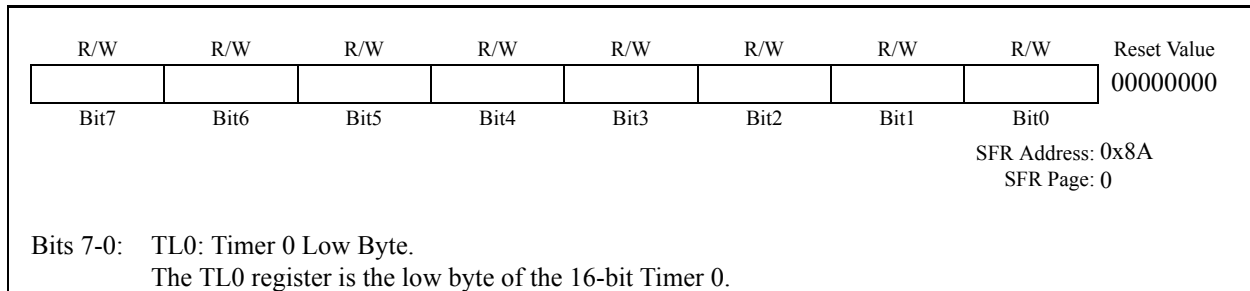 R/W R/W R/W R/W R/W R/W R/W R/W Reset Value
00000000
Bit7 Bit6 Bit5 Bit4 Bit3 Bit2 Bit1 Bit0
SFR Address: 0x8A
SFR Page: 0
Bits 7-0: TL0: Timer 0 Low Byte.
The TL0 register is the low byte of the 16-bit Timer 0.